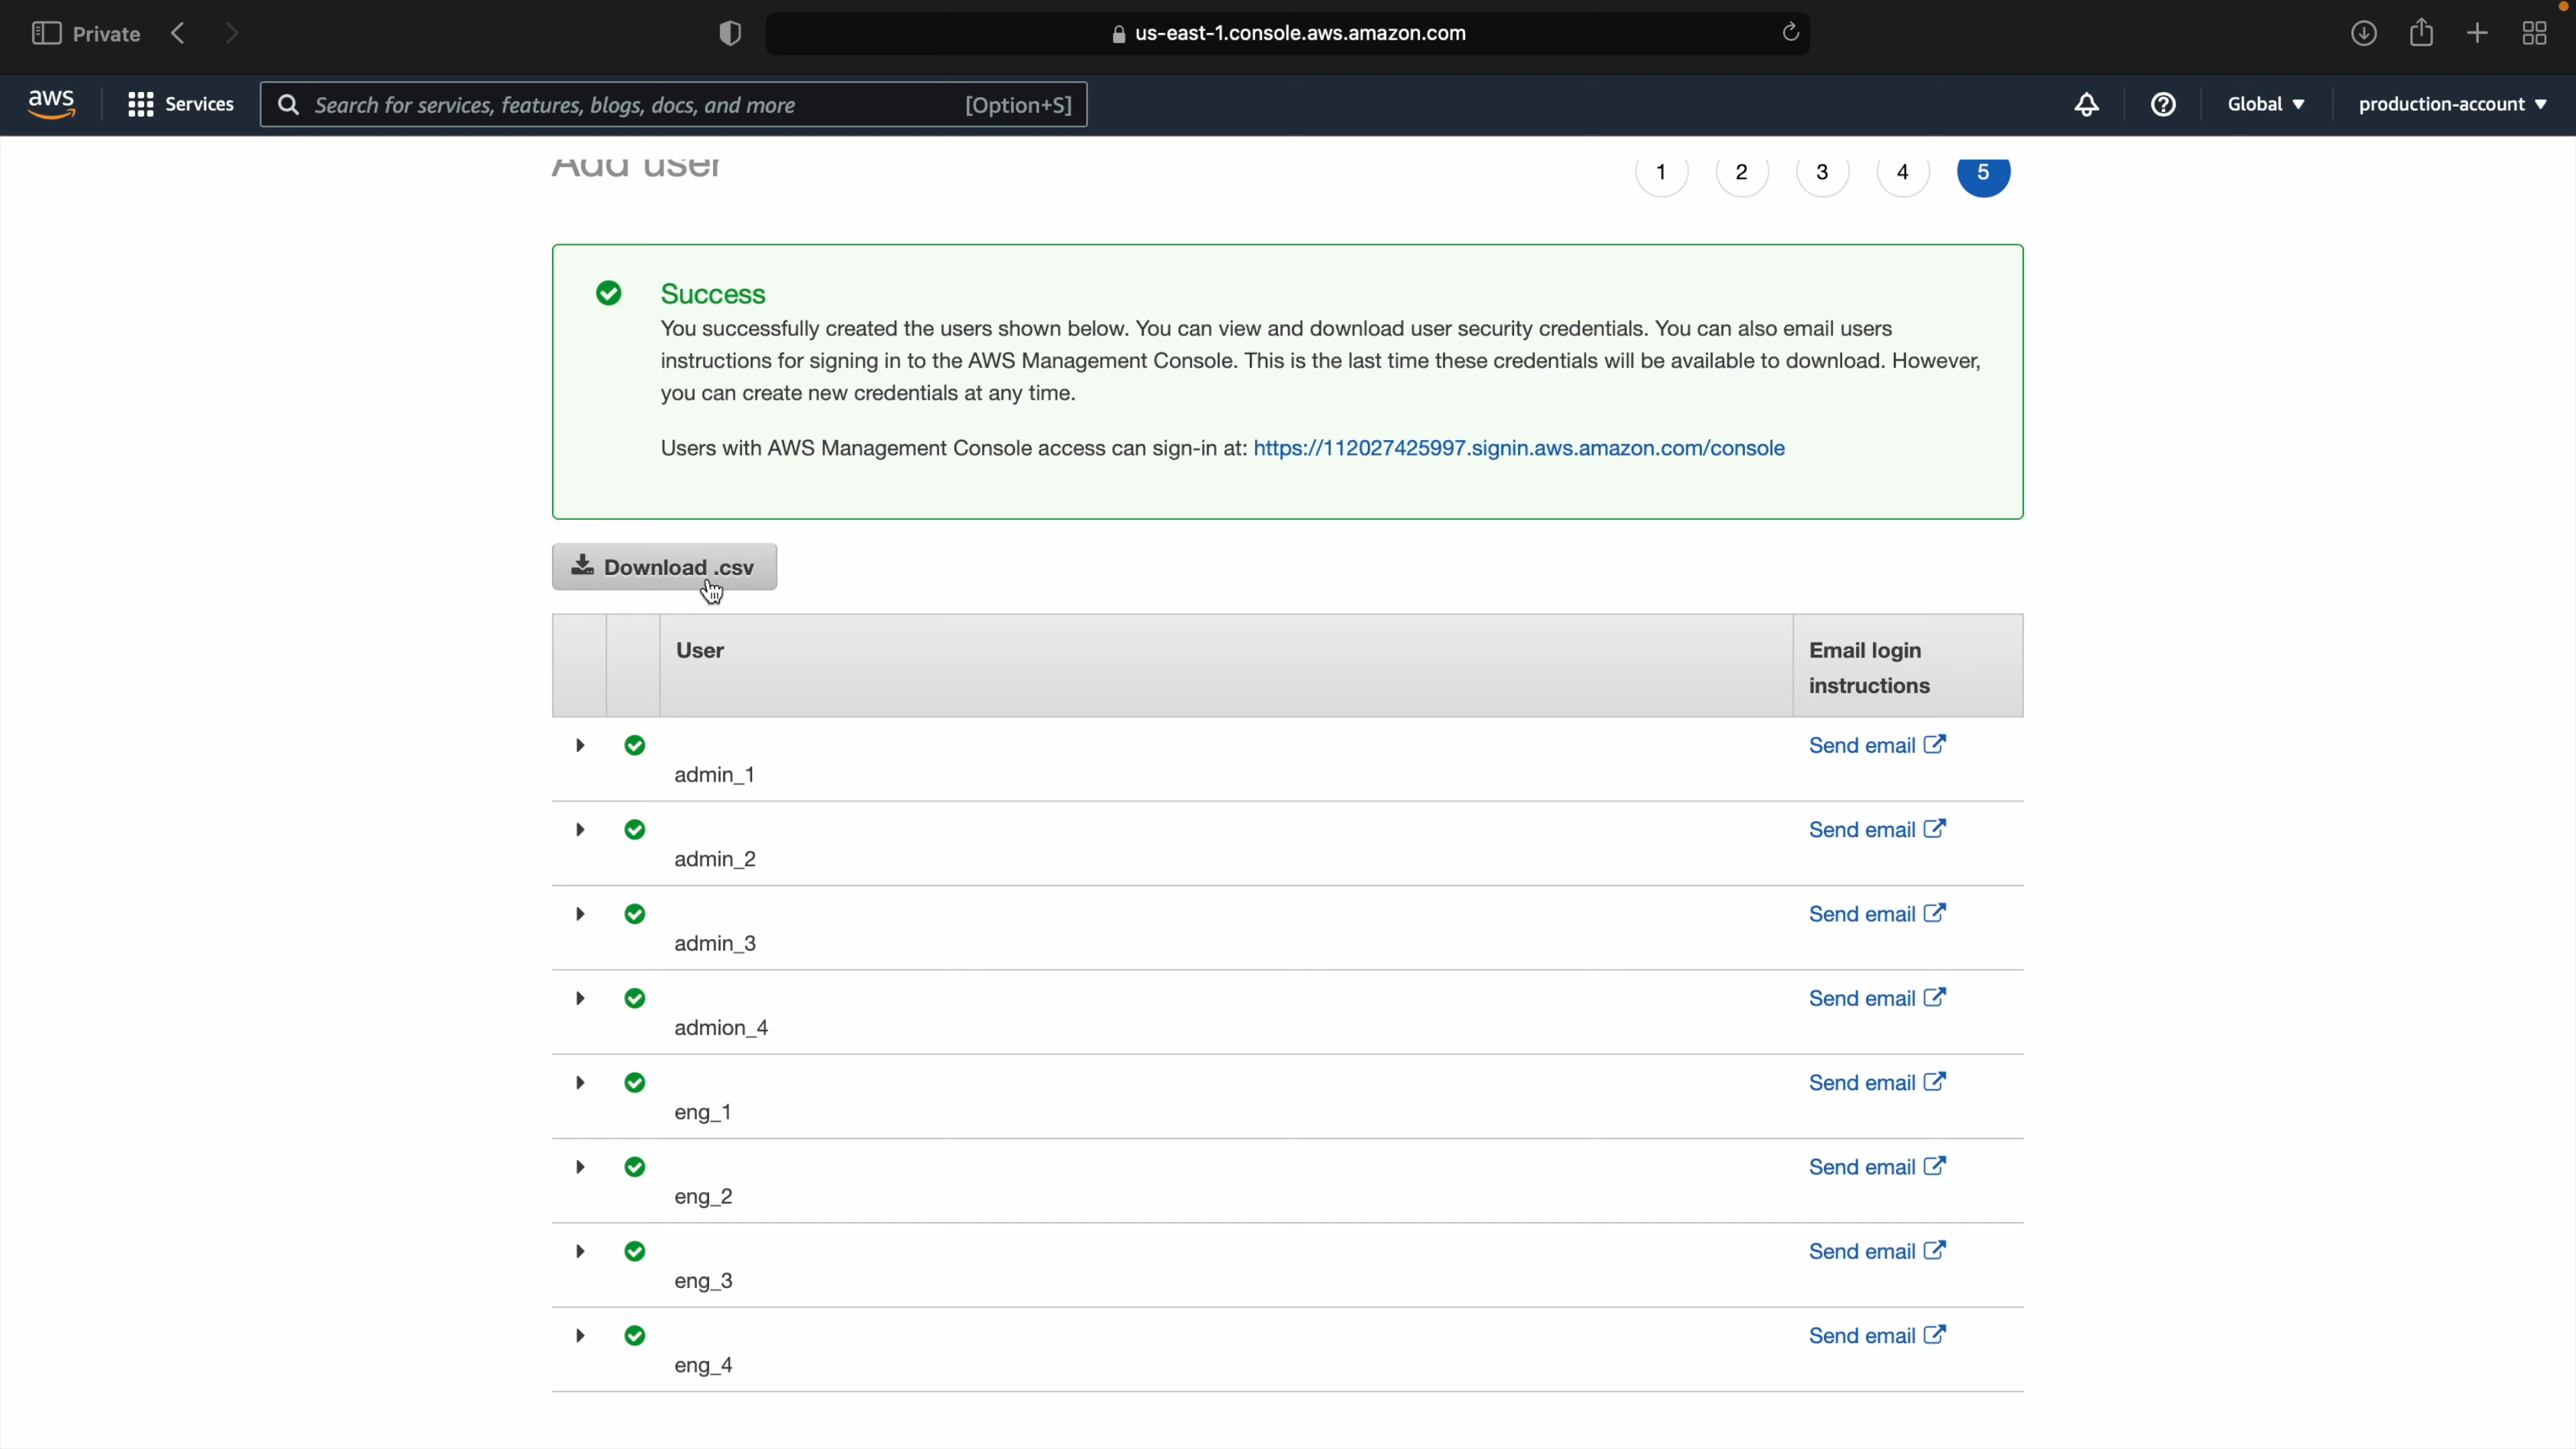 Private
us-east-1.console.aws.amazon.com
aws
Services
Search for services, features, blogs, docs, and more
[Option+S]
Global
production-account
Add user
1
2
3
4
5
Success
You successfully created the users shown below. You can view and download user security credentials. You can also email users
instructions for signing in to the AWS Management Console. This is the last time these credentials will be available to download. However,
you can create new credentials at any time.
Users with AWS Management Console access can sign-in at: https://112027425997.signin.aws.amazon.com/console
Download .csv
User
Email login
instructions
Send email
admin_1
Send email
admin_2
Send email
admin_3
Send email
admion_4
Send email
eng_1
Send email
eng_2
Send email
eng_3
Send email
eng_4